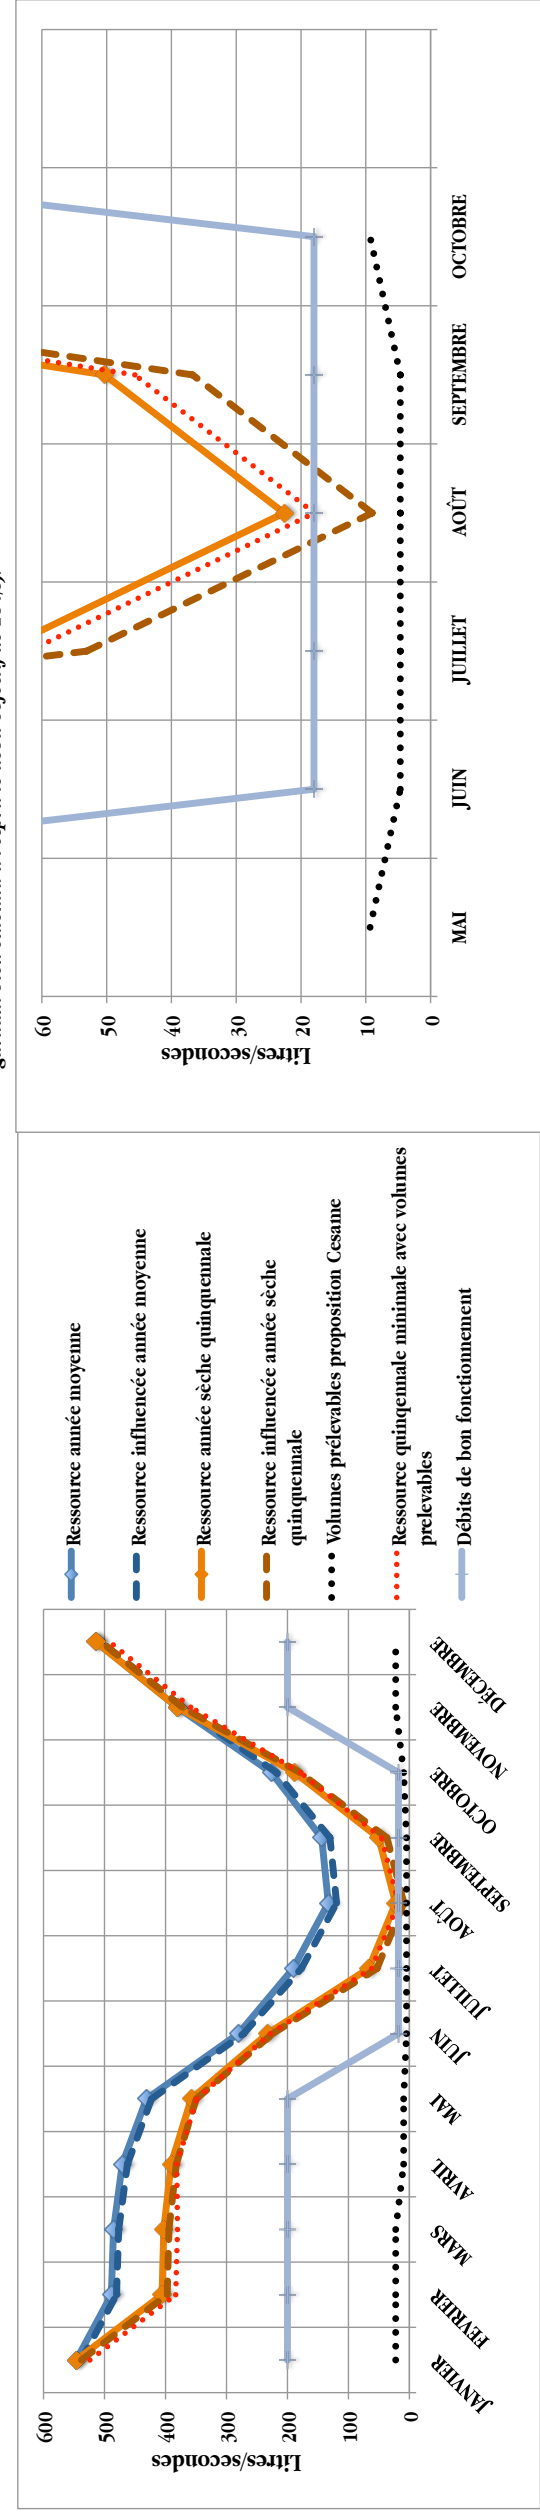 Litres/secondes
600
500
400
300
200
100
0
JANVIER
FEVRIER
MARS
AVRIL
MAI
JUIN
JUILLET
AOÛT
SEPTEMBRE
OCTOBRE
NOVEMBRE
DÉCEMBRE
Ressource année moyenne
Ressource influencée année moyenne
Ressource année sèche quinquennale
Ressource influencée année sèche
quinquennale
Volumes prélevables proposition Cesame
Ressource quinqennale minimale avec volumes
prelevables
Débits de bon fonctionnement
Litres/secondes
60
50
40
30
20
10
0
MAI
JUIN
JUILLET
AOÛT
SEPTEMBRE
OCTOBRE